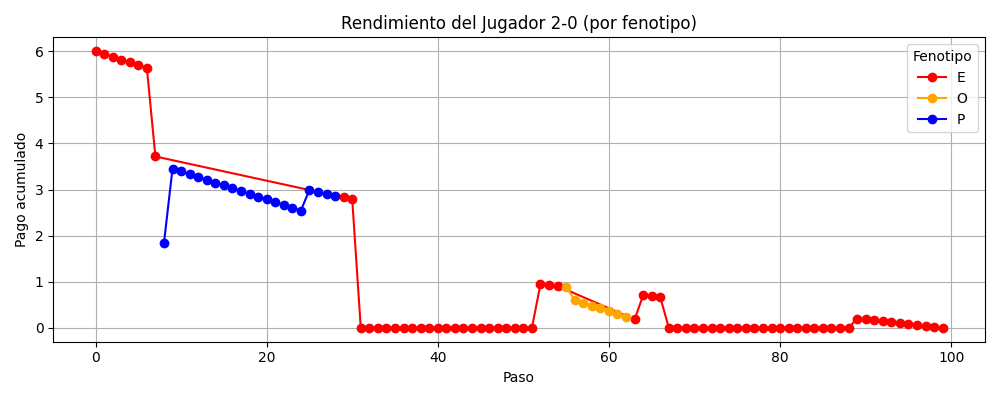 Rendimiento del Jugador 2-0 (por fenotipo)
Pago acumulado
6
5
4
3
2
1
0
0 20 40 60 80 100
Paso
Fenotipo
E
O
P